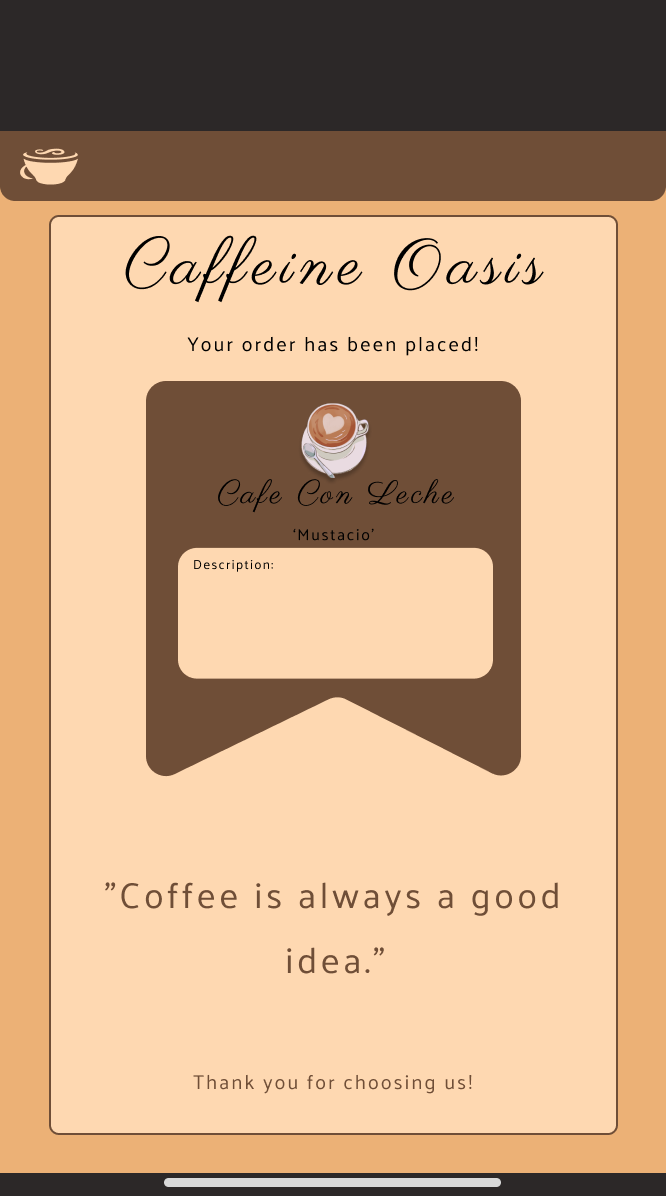 Caffeine Oasis
Your order has been placed!
Cafe Con Leche
‘Mustacio’
Description:
”Coffee is always a good
idea.”
Thank you for choosing us!